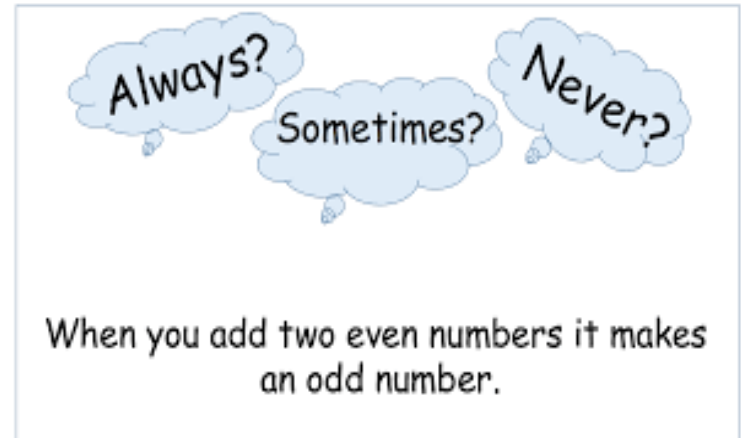 Always?
Sometimes?
Never?
When you add two even numbers it makes
an odd number.